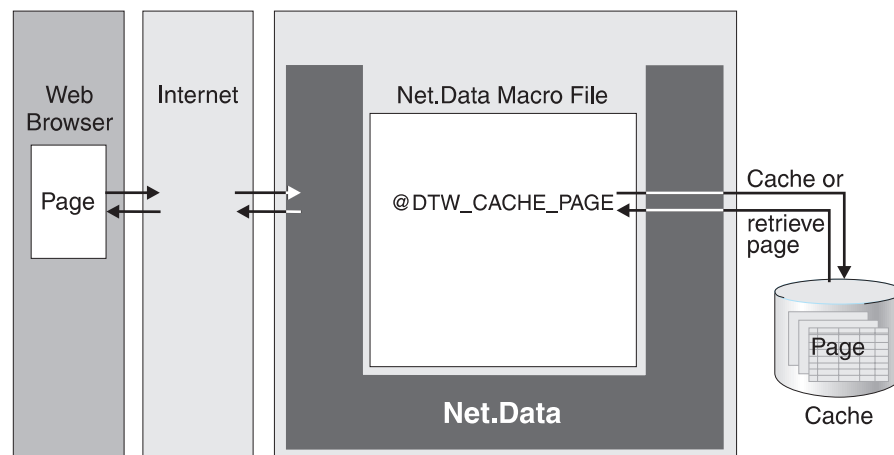 Web
Browser
Page
Internet
Net.Data Macro File
@DTW_CACHE_PAGE
Net.Data
Cache or
retrieve
page
Page
Cache